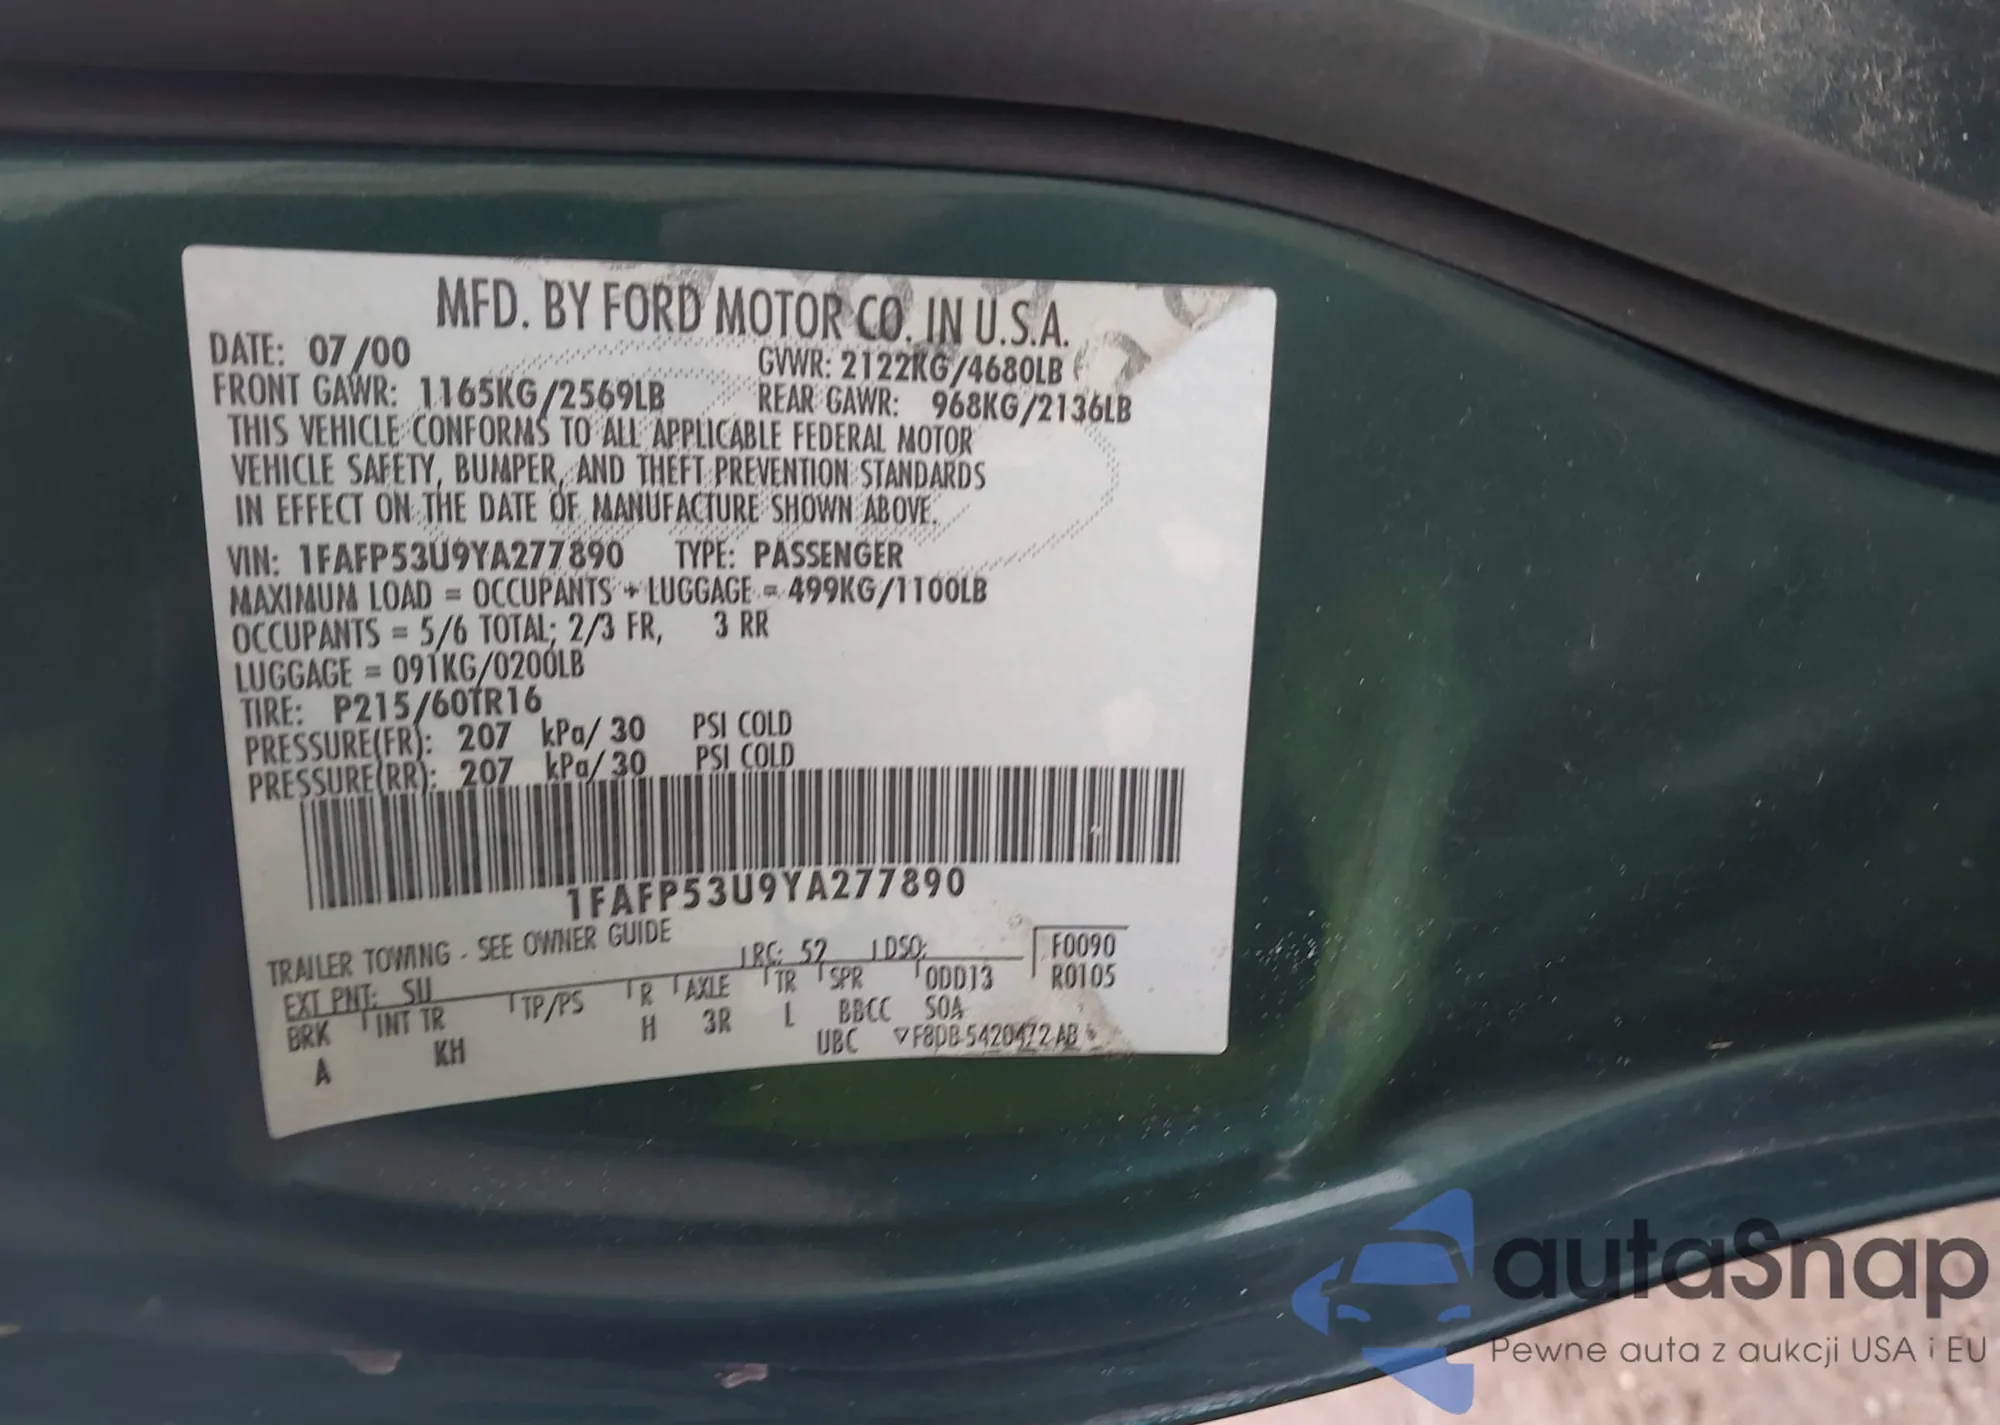 MFD. BY FORD MOTOR CO. IN U.S.A.
DATE: 07/00 GVWR: 2122KG/4680LB
FRONT GAWR: 1165KG/2569LB REAR GAWR: 968KG/2136LB
THIS VEHICLE CONFORMS TO ALL APPLICABLE FEDERAL MOTOR
VEHICLE SAFETY, BUMPER, AND THEFT PREVENTION STANDARDS
IN EFFECT ON THE DATE OF MANUFACTURE SHOWN ABOVE.
VIN: 1FAFP53U9YA277890 TYPE: PASSENGER
MAXIMUM LOAD = OCCUPANTS + LUGGAGE = 499KG/1100LB
OCCUPANTS = 5/6 TOTAL; 2/3 FR, 3 RR
LUGGAGE = 091KG/0200LB
TIRE: P215/60TR16
PRESSURE(FR): 207 kPa/ 30 PSI COLD
PRESSURE(RR): 207 kPa/ 30 PSI COLD
1FAFP53U9YA277890
TRAILER TOWING - SEE OWNER GUIDE
EXT PNT: SU RC: 52 DSO: F0090
BRK INT TR TP/PS R AXLE TR SPR ODD13 R0105
A KH H 3R L BBCC SOA
UBC ▽F8DB-5420472-AB
autaSnap
Pewne auta z aukcji USA i EU